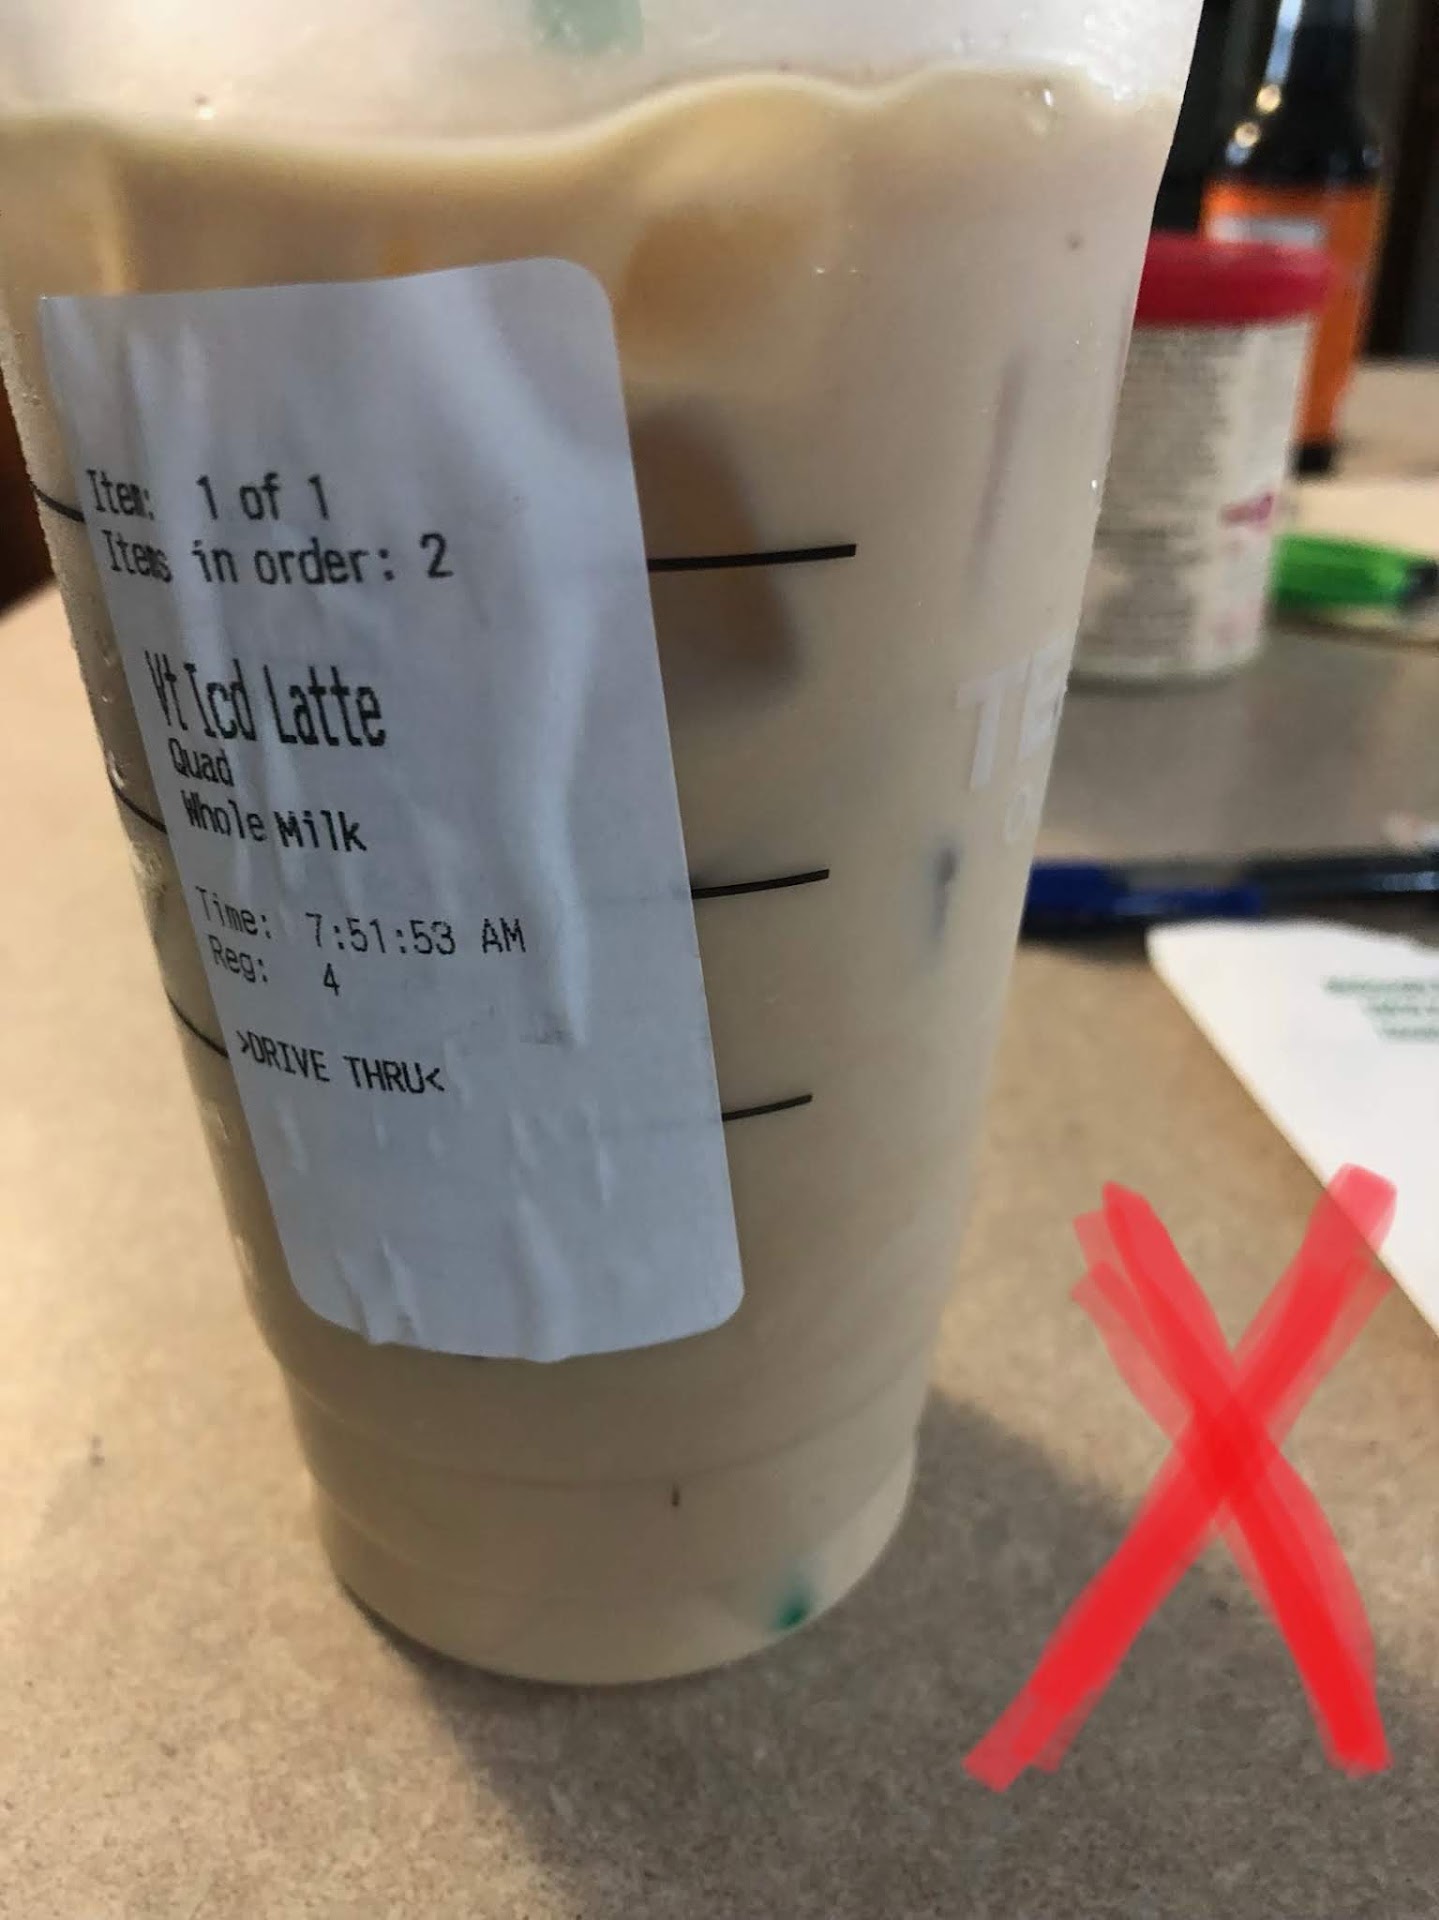 Item: 1 of 1
Items in order: 2
Vt Icd Latte
Quad
Whole Milk
Time: 7:51:53 AM
Reg: 4
>DRIVE THRU<
X